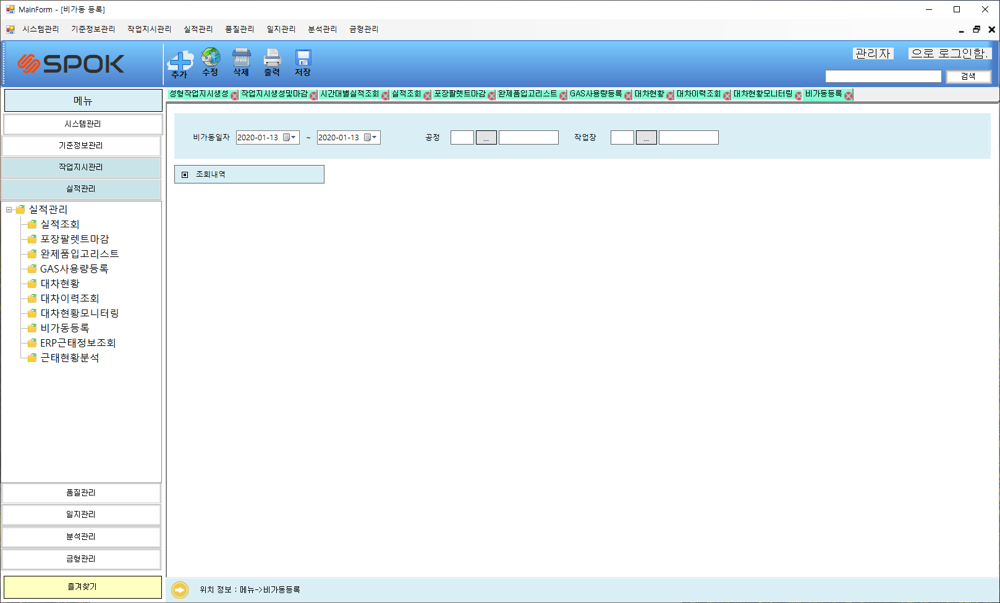 MainForm - [비가동 등록]
시스템관리 기준정보관리 작업지시관리 실적관리 품질관리 일지관리 분석관리 금형관리
SPOK
추가 수정 삭제 출력 저장
관리자 으로 로그인함.
검색
메뉴
성형작업지시생성 작업지시생성및마감 시간대별실적조회 실적조회 포장팔렛트마감 완제품입고리스트 GAS사용량등록 대차현황 대차이력조회 대차현황모니터링 비가동등록
시스템관리
기준정보관리
작업지시관리
실적관리
비가동일자 2020-01-13 ~ 2020-01-13 공정 ... 작업장 ...
조회내역
실적관리
실적조회
포장팔렛트마감
완제품입고리스트
GAS사용량등록
대차현황
대차이력조회
대차현황모니터링
비가동등록
ERP근태정보조회
근태현황분석
품질관리
일지관리
분석관리
금형관리
즐겨찾기
위치 정보 : 메뉴->비가동등록